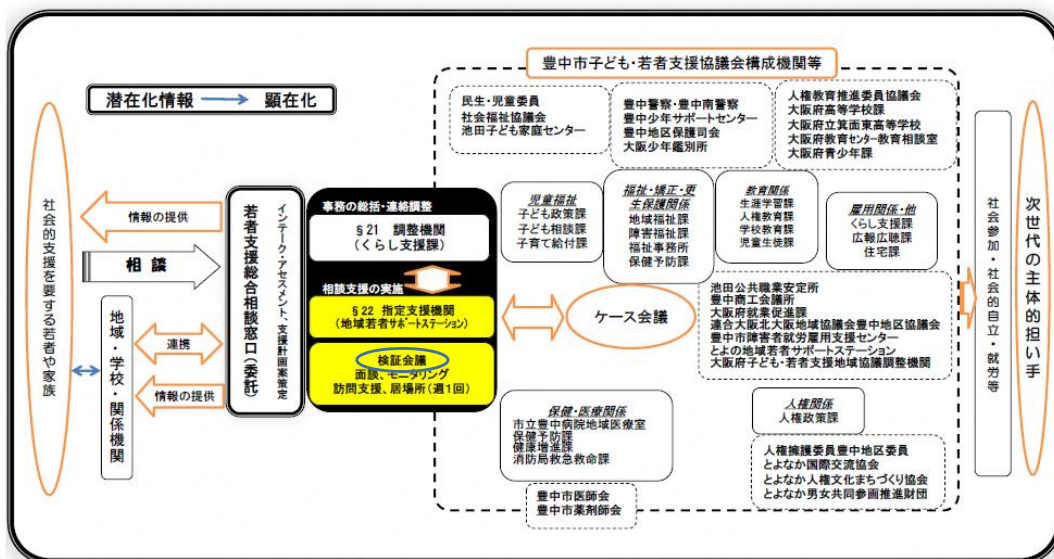 豊中市子ども・若者支援協議会構成機関等
潜在化情報 → 顕在化
民生・児童委員
社会福祉協議会
池田子ども家庭センター
豊中警察・豊中南警察
豊中少年サポートセンター
豊中地区保護司会
大阪少年鑑別所
人権教育推進委員協議会
大阪府高等学校課
大阪府立箕面東高等学校
大阪府教育センター教育相談室
大阪府青少年課
社会的支援を要する若者や家族
情報の提供
相談
地域・学校・関係機関
連携
情報の提供
若者支援総合相談窓口(委託)
インテーク・アセスメント、支援計画案策定
事務の総括・連絡調整
§21 調整機関
(くらし支援課)
相談支援の実施
§22 指定支援機関
(地域若者サポートステーション)
検証会議
面談、モニタリング
訪問支援、居場所(週1回)
児童福祉
子ども政策課
子ども相談課
子育て給付課
福祉・矯正・更
生保護関係
地域福祉課
障害福祉課
福祉事務所
保健予防課
教育関係
生涯学習課
人権教育課
学校教育課
児童生徒課
雇用関係・他
くらし支援課
広報広聴課
住宅課
ケース会議
池田公共職業安定所
豊中商工会議所
大阪府就業促進課
連合大阪北大阪地域協議会豊中地区協議会
豊中市障害者就労雇用支援センター
とよの地域若者サポートステーション
大阪府子ども・若者支援地域協議調整機関
保健・医療関係
市立豊中病院地域医療室
保健予防課
健康増進課
消防局救急救命課
豊中市医師会
豊中市薬剤師会
人権関係
人権政策課
人権擁護委員豊中地区委員
とよなか国際交流協会
とよなか人権文化まちづくり協会
とよなか男女共同参画推進財団
社会参加・社会的自立・就労等
次世代の主体的担い手